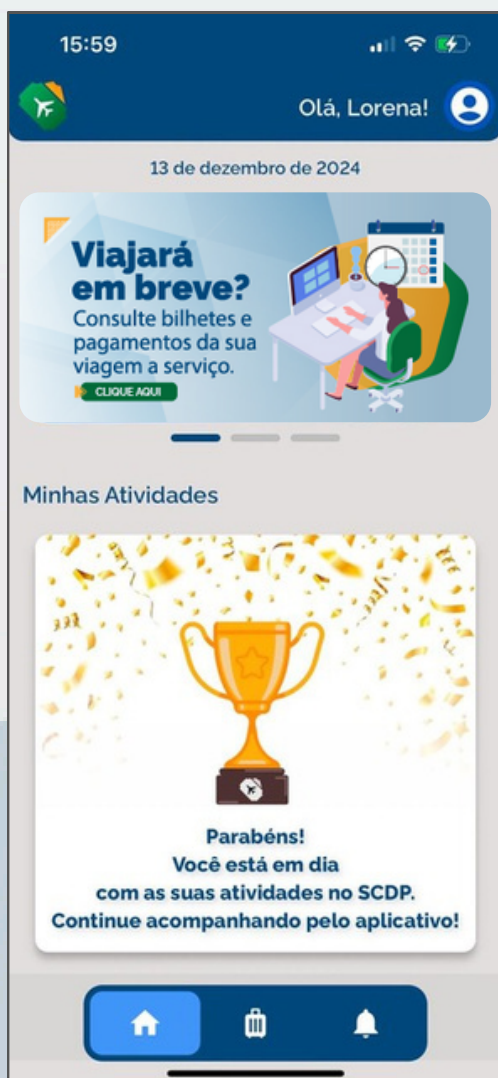 15:59
Olá, Lorena!
13 de dezembro de 2024
Viajará
em breve?
Consulte bilhetes e
pagamentos da sua
viagem a serviço.
CLIQUE AQUI
Minhas Atividades
Parabéns!
Você está em dia
com as suas atividades no SCDP.
Continue acompanhando pelo aplicativo!